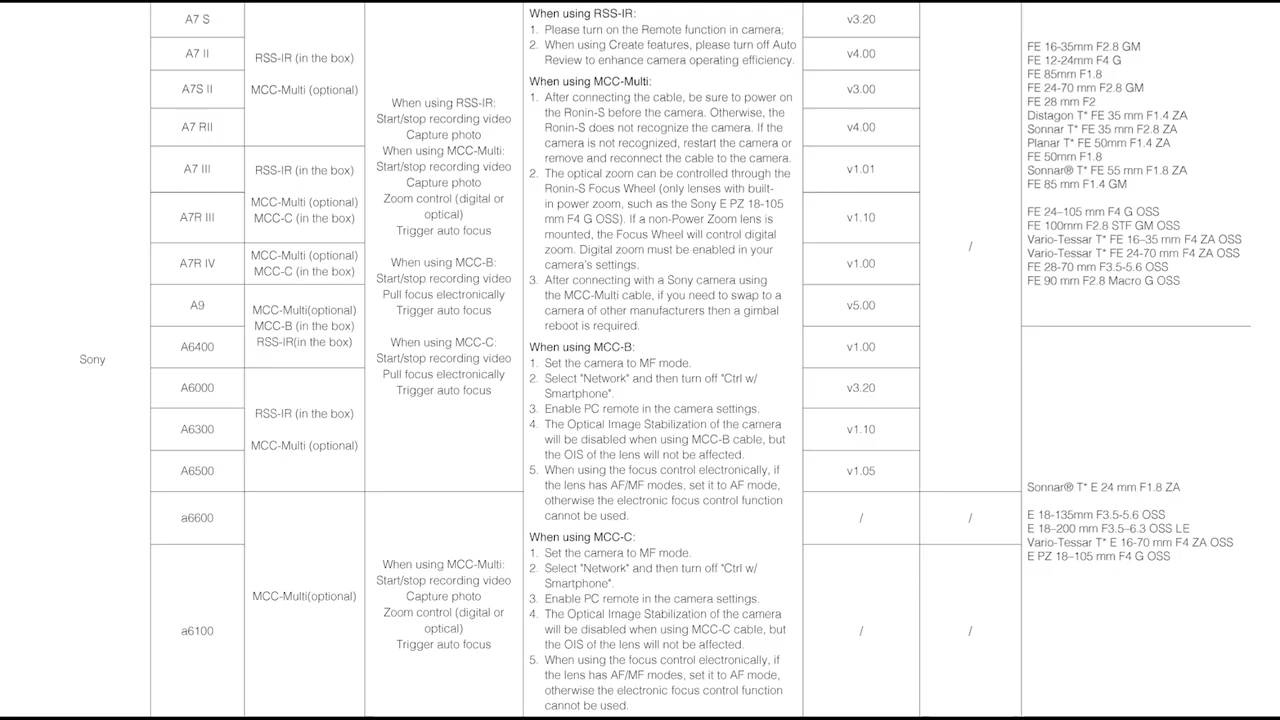 Sony
A7 S
A7 II
A7S II
A7 RII
A7 III
A7R III
A7R IV
A9
A6400
A6000
A6300
A6500
a6600
a6100
RSS-IR (in the box)
MCC-Multi (optional)
RSS-IR (in the box)
MCC-Multi (optional)
MCC-C (in the box)
MCC-Multi (optional)
MCC-C (in the box)
MCC-Multi(optional)
MCC-B (in the box)
RSS-IR(in the box)
RSS-IR (in the box)
MCC-Multi (optional)
MCC-Multi(optional)
When using RSS-IR:
Start/stop recording video
Capture photo
When using MCC-Multi:
Start/stop recording video
Capture photo
Zoom control (digital or
optical)
Trigger auto focus
When using MCC-B:
Start/stop recording video
Pull focus electronically
Trigger auto focus
When using MCC-C:
Start/stop recording video
Pull focus electronically
Trigger auto focus
When using MCC-Multi:
Start/stop recording video
Capture photo
Zoom control (digital or
optical)
Trigger auto focus
When using RSS-IR:
1. Please turn on the Remote function in camera;
2. When using Create features, please turn off Auto
Review to enhance camera operating efficiency.
When using MCC-Multi:
1. After connecting the cable, be sure to power on
the Ronin-S before the camera. Otherwise, the
Ronin-S does not recognize the camera. If the
camera is not recognized, restart the camera or
remove and reconnect the cable to the camera.
2. The optical zoom can be controlled through the
Ronin-S Focus Wheel (only lenses with built-
in power zoom, such as the Sony E PZ 18-105
mm F4 G OSS). If a non-Power Zoom lens is
mounted, the Focus Wheel will control digital
zoom. Digital zoom must be enabled in your
camera's settings.
3. After connecting with a Sony camera using
the MCC-Multi cable, if you need to swap to a
camera of other manufacturers then a gimbal
reboot is required.
When using MCC-B:
1. Set the camera to MF mode.
2. Select "Network" and then turn off "Ctrl w/
Smartphone".
3. Enable PC remote in the camera settings.
4. The Optical Image Stabilization of the camera
will be disabled when using MCC-B cable, but
the OIS of the lens will not be affected.
5. When using the focus control electronically, if
the lens has AF/MF modes, set it to AF mode,
otherwise the electronic focus control function
cannot be used.
When using MCC-C:
1. Set the camera to MF mode.
2. Select "Network" and then turn off "Ctrl w/
Smartphone".
3. Enable PC remote in the camera settings.
4. The Optical Image Stabilization of the camera
will be disabled when using MCC-C cable, but
the OIS of the lens will not be affected.
5. When using the focus control electronically, if
the lens has AF/MF modes, set it to AF mode,
otherwise the electronic focus control function
cannot be used.
v3.20
v4.00
v3.00
v4.00
v1.01
v1.10
v1.00
v5.00
v1.00
v3.20
v1.10
v1.05
/
/
/
/
/
FE 16-35mm F2.8 GM
FE 12-24mm F4 G
FE 85mm F1.8
FE 24-70 mm F2.8 GM
FE 28 mm F2
Distagon T* FE 35 mm F1.4 ZA
Sonnar T* FE 35 mm F2.8 ZA
Planar T* FE 50mm F1.4 ZA
FE 50mm F1.8
Sonnar® T* FE 55 mm F1.8 ZA
FE 85 mm F1.4 GM
FE 24–105 mm F4 G OSS
FE 100mm F2.8 STF GM OSS
Vario-Tessar T* FE 16–35 mm F4 ZA OSS
Vario-Tessar T* FE 24-70 mm F4 ZA OSS
FE 28-70 mm F3.5-5.6 OSS
FE 90 mm F2.8 Macro G OSS
Sonnar® T* E 24 mm F1.8 ZA
E 18-135mm F3.5-5.6 OSS
E 18–200 mm F3.5–6.3 OSS LE
Vario-Tessar T* E 16-70 mm F4 ZA OSS
E PZ 18–105 mm F4 G OSS